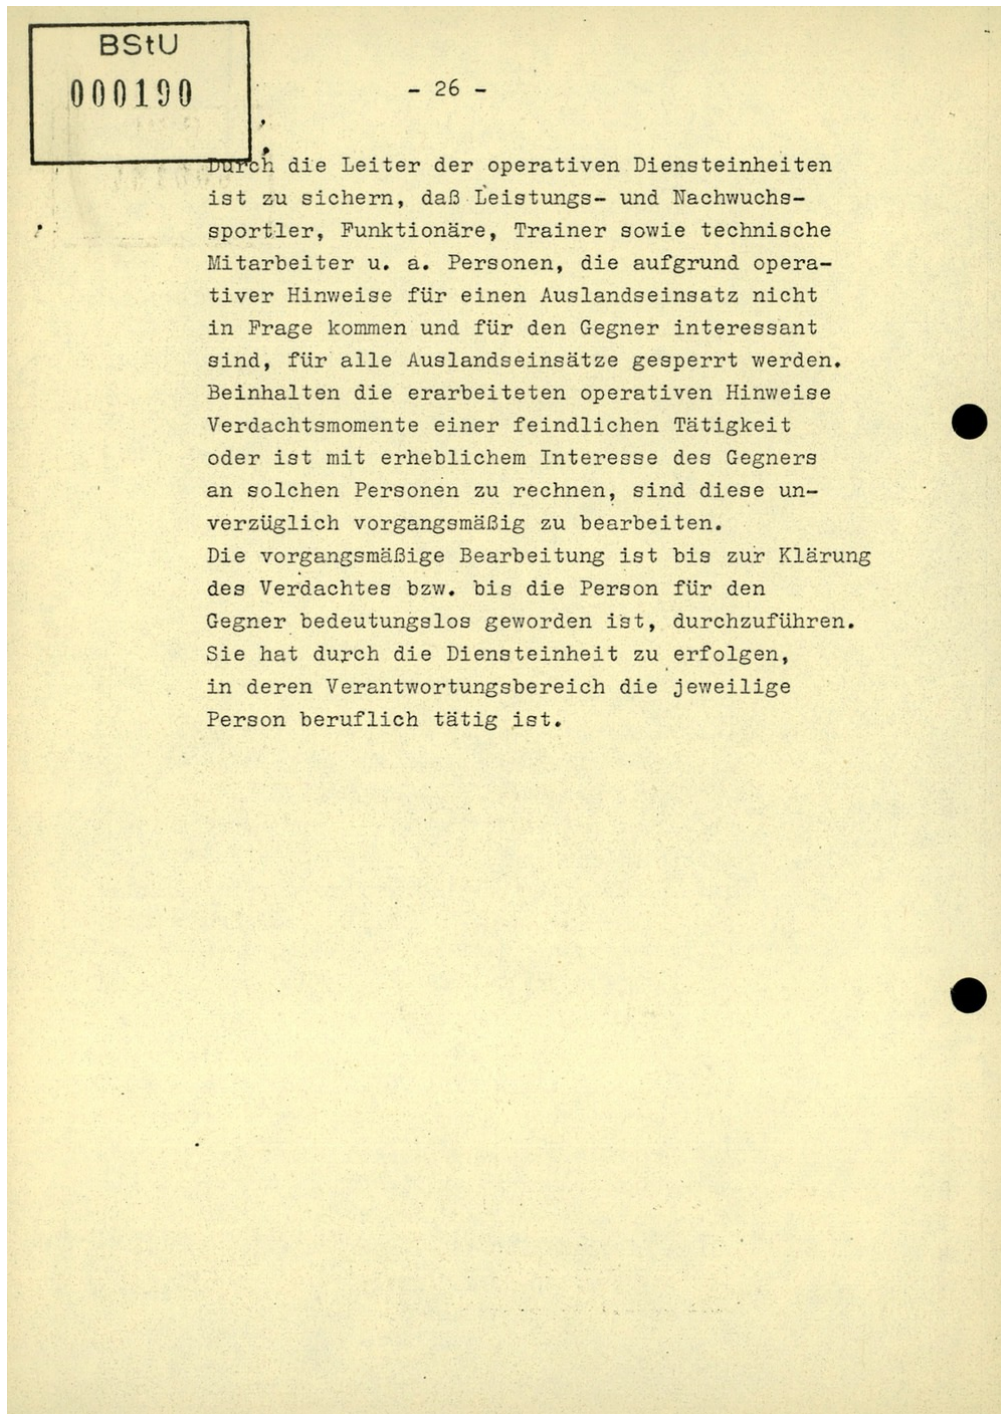 BStU
000190
- 26 -
Durch die Leiter der operativen Diensteinheiten
ist zu sichern, daß Leistungs- und Nachwuchs-
sportler, Funktionäre, Trainer sowie technische
Mitarbeiter u. a. Personen, die aufgrund opera-
tiver Hinweise für einen Auslandseinsatz nicht
in Frage kommen und für den Gegner interessant
sind, für alle Auslandseinsätze gesperrt werden.
Beinhalten die erarbeiteten operativen Hinweise
Verdachtsmomente einer feindlichen Tätigkeit
oder ist mit erheblichem Interesse des Gegners
an solchen Personen zu rechnen, sind diese un-
verzüglich vorgangsmäßig zu bearbeiten.
Die vorgangsmäßige Bearbeitung ist bis zur Klärung
des Verdachtes bzw. bis die Person für den
Gegner bedeutungslos geworden ist, durchzuführen.
Sie hat durch die Diensteinheit zu erfolgen,
in deren Verantwortungsbereich die jeweilige
Person beruflich tätig ist.